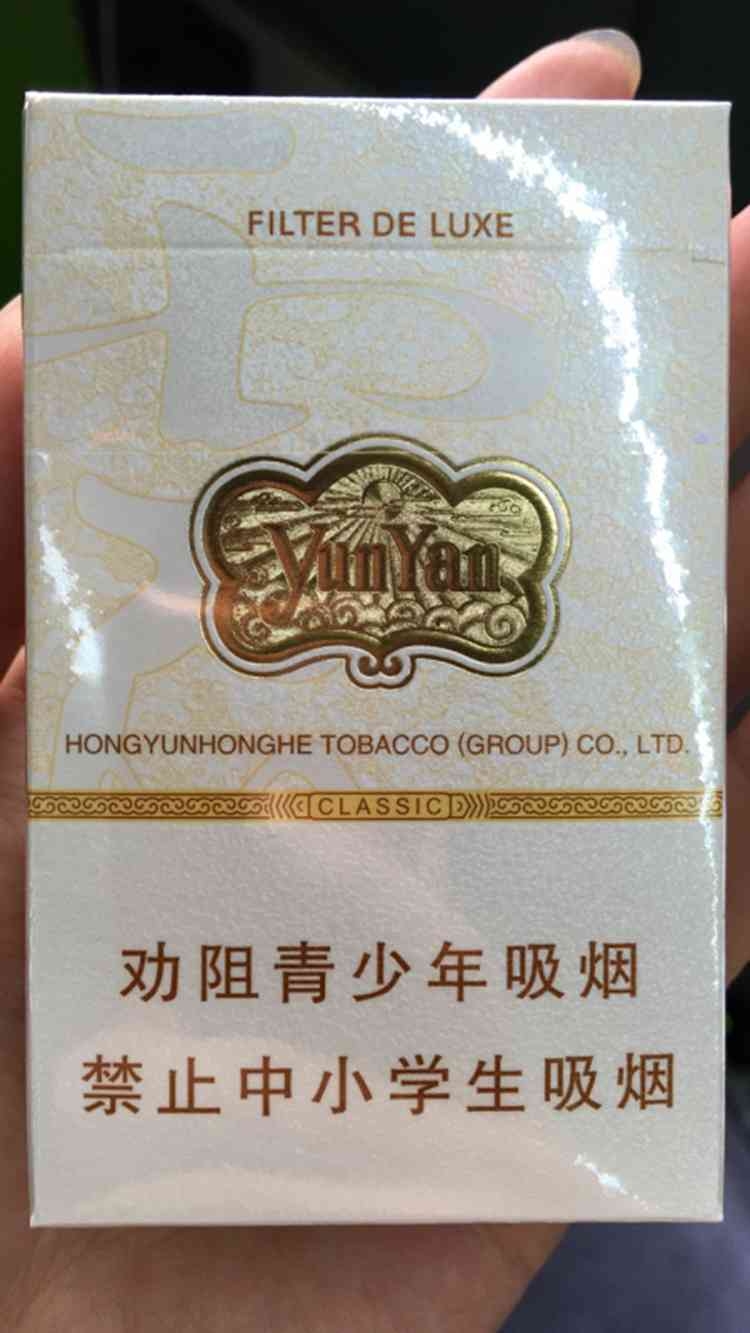 FILTER DE LUXE
YunYan
HONGYUNHONGHE TOBACCO (GROUP) CO., LTD.
CLASSIC
劝阻青少年吸烟
禁止中小学生吸烟